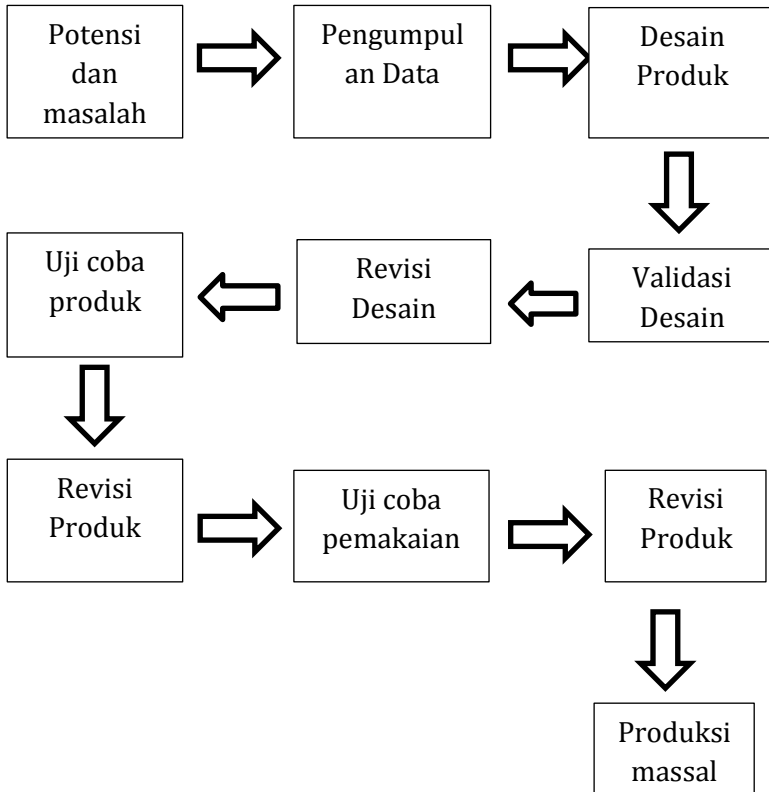 Potensi
dan
masalah
Pengumpul
an Data
Desain
Produk
Validasi
Desain
Revisi
Desain
Uji coba
produk
Revisi
Produk
Uji coba
pemakaian
Revisi
Produk
Produksi
massal